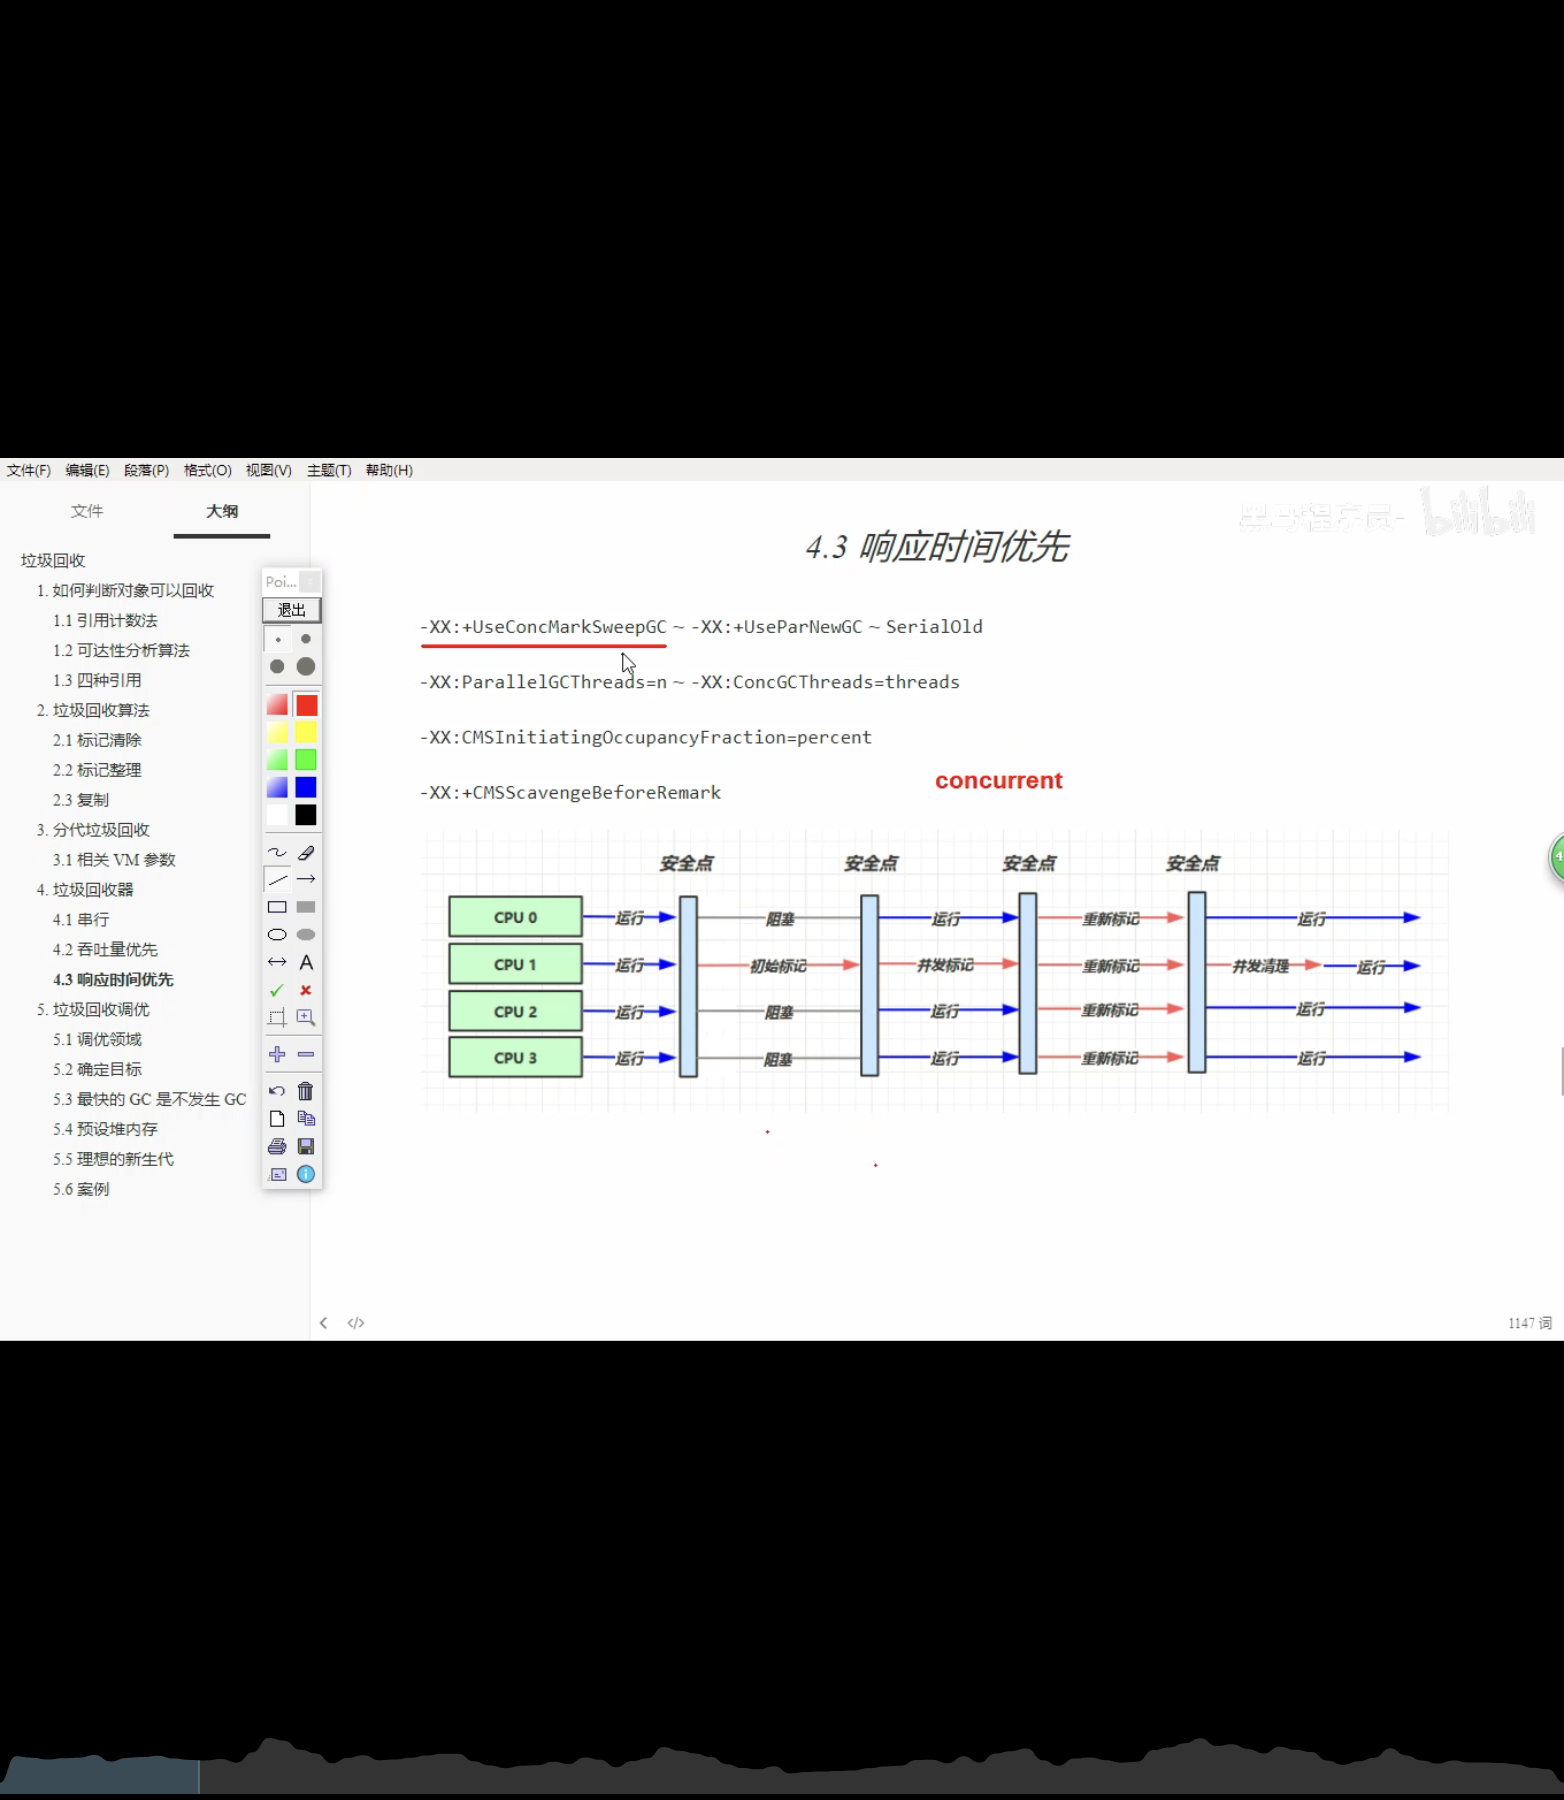 文件(F) 编辑(E) 段落(P) 格式(O) 视图(V) 主题(T) 帮助(H)
文件 大纲
垃圾回收
1. 如何判断对象可以回收
1.1 引用计数法
1.2 可达性分析算法
1.3 四种引用
2. 垃圾回收算法
2.1 标记清除
2.2 标记整理
2.3 复制
3. 分代垃圾回收
3.1 相关 VM 参数
4. 垃圾回收器
4.1 串行
4.2 吞吐量优先
4.3 响应时间优先
5. 垃圾回收调优
5.1 调优领域
5.2 确定目标
5.3 最快的 GC 是不发生 GC
5.4 预设堆内存
5.5 理想的新生代
5.6 案例
Poi...
退出
A
黑马程序员- bilibili
4.3 响应时间优先
-XX:+UseConcMarkSweepGC ~ -XX:+UseParNewGC ~ SerialOld
-XX:ParallelGCThreads=n ~ -XX:ConcGCThreads=threads
-XX:CMSInitiatingOccupancyFraction=percent
concurrent
-XX:+CMSScavengeBeforeRemark
安全点 安全点 安全点 安全点
CPU 0 运行 阻塞 运行 重新标记 运行
CPU 1 运行 初始标记 并发标记 重新标记 并发清理 运行
CPU 2 运行 阻塞 运行 重新标记 运行
CPU 3 运行 阻塞 运行 重新标记 运行
1147 词